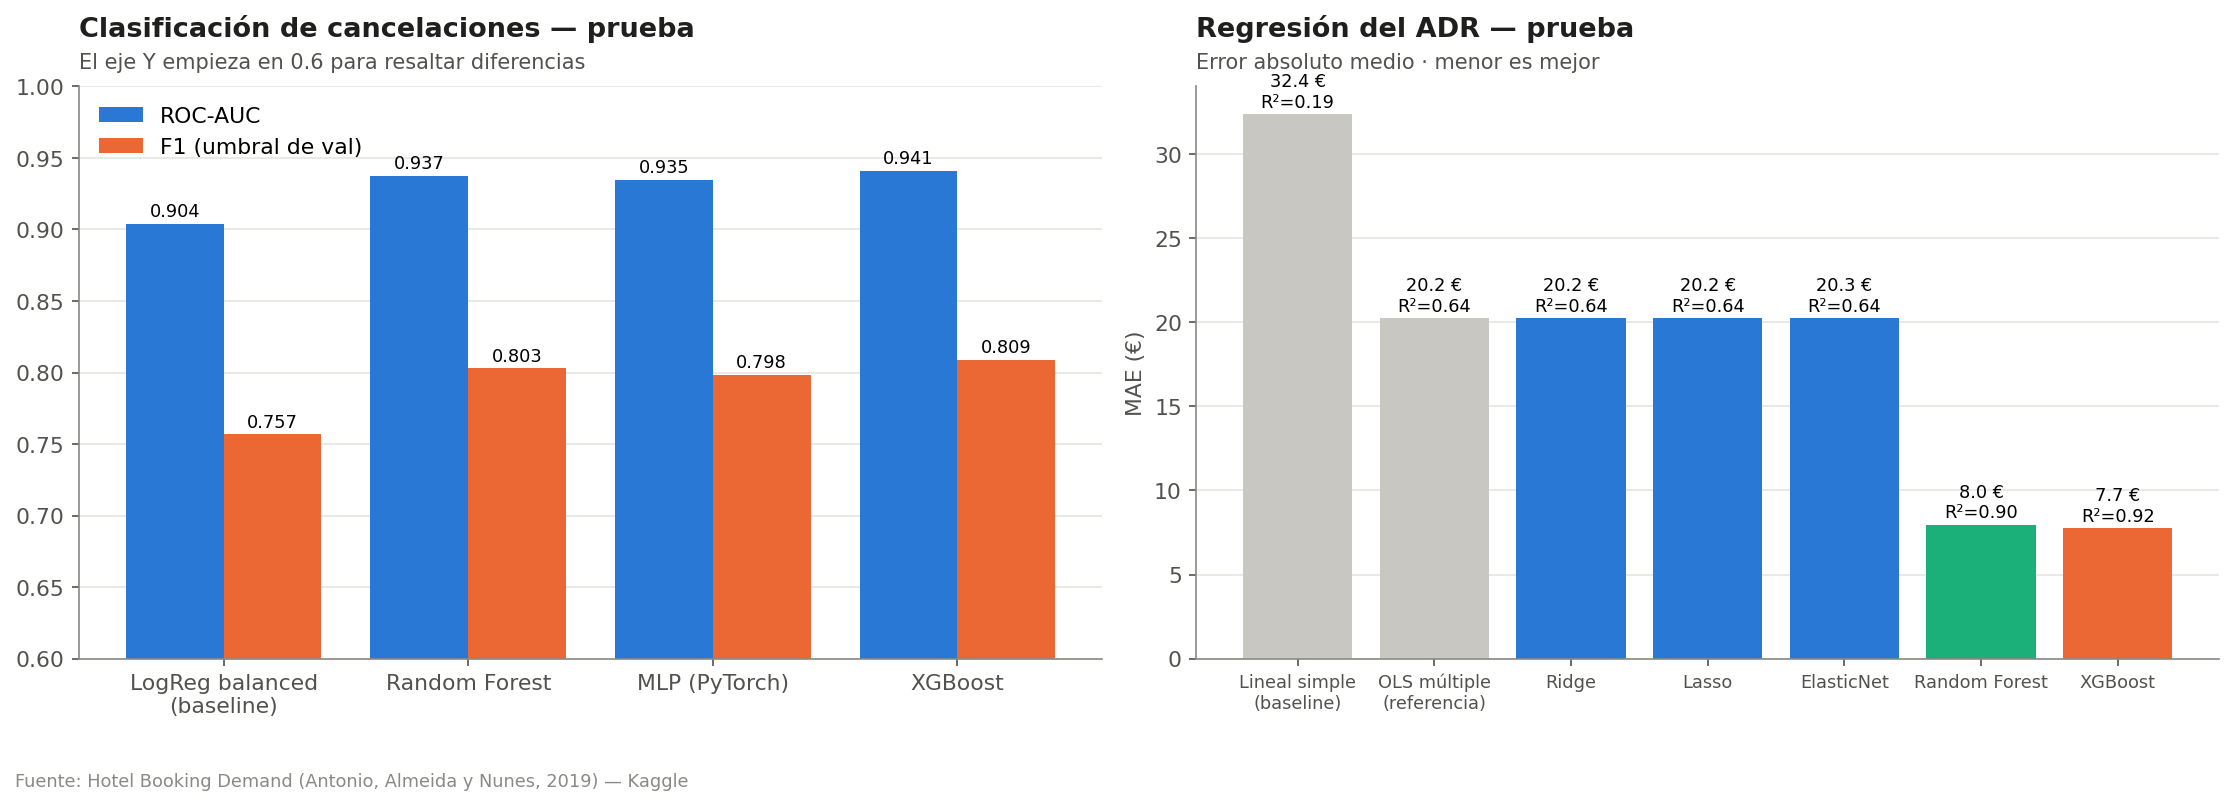 Clasificación de cancelaciones — prueba
El eje Y empieza en 0.6 para resaltar diferencias
1.00
0.95
0.90
0.85
0.80
0.75
0.70
0.65
0.60
ROC-AUC
F1 (umbral de val)
0.904
0.757
0.937
0.803
0.935
0.798
0.941
0.809
LogReg balanced
(baseline)
Random Forest
MLP (PyTorch)
XGBoost
Regresión del ADR — prueba
Error absoluto medio · menor es mejor
MAE (€)
30
25
20
15
10
5
0
32.4 €
R²=0.19
20.2 €
R²=0.64
20.2 €
R²=0.64
20.2 €
R²=0.64
20.3 €
R²=0.64
8.0 €
R²=0.90
7.7 €
R²=0.92
Lineal simple
(baseline)
OLS múltiple
(referencia)
Ridge
Lasso
ElasticNet
Random Forest
XGBoost
Fuente: Hotel Booking Demand (Antonio, Almeida y Nunes, 2019) — Kaggle